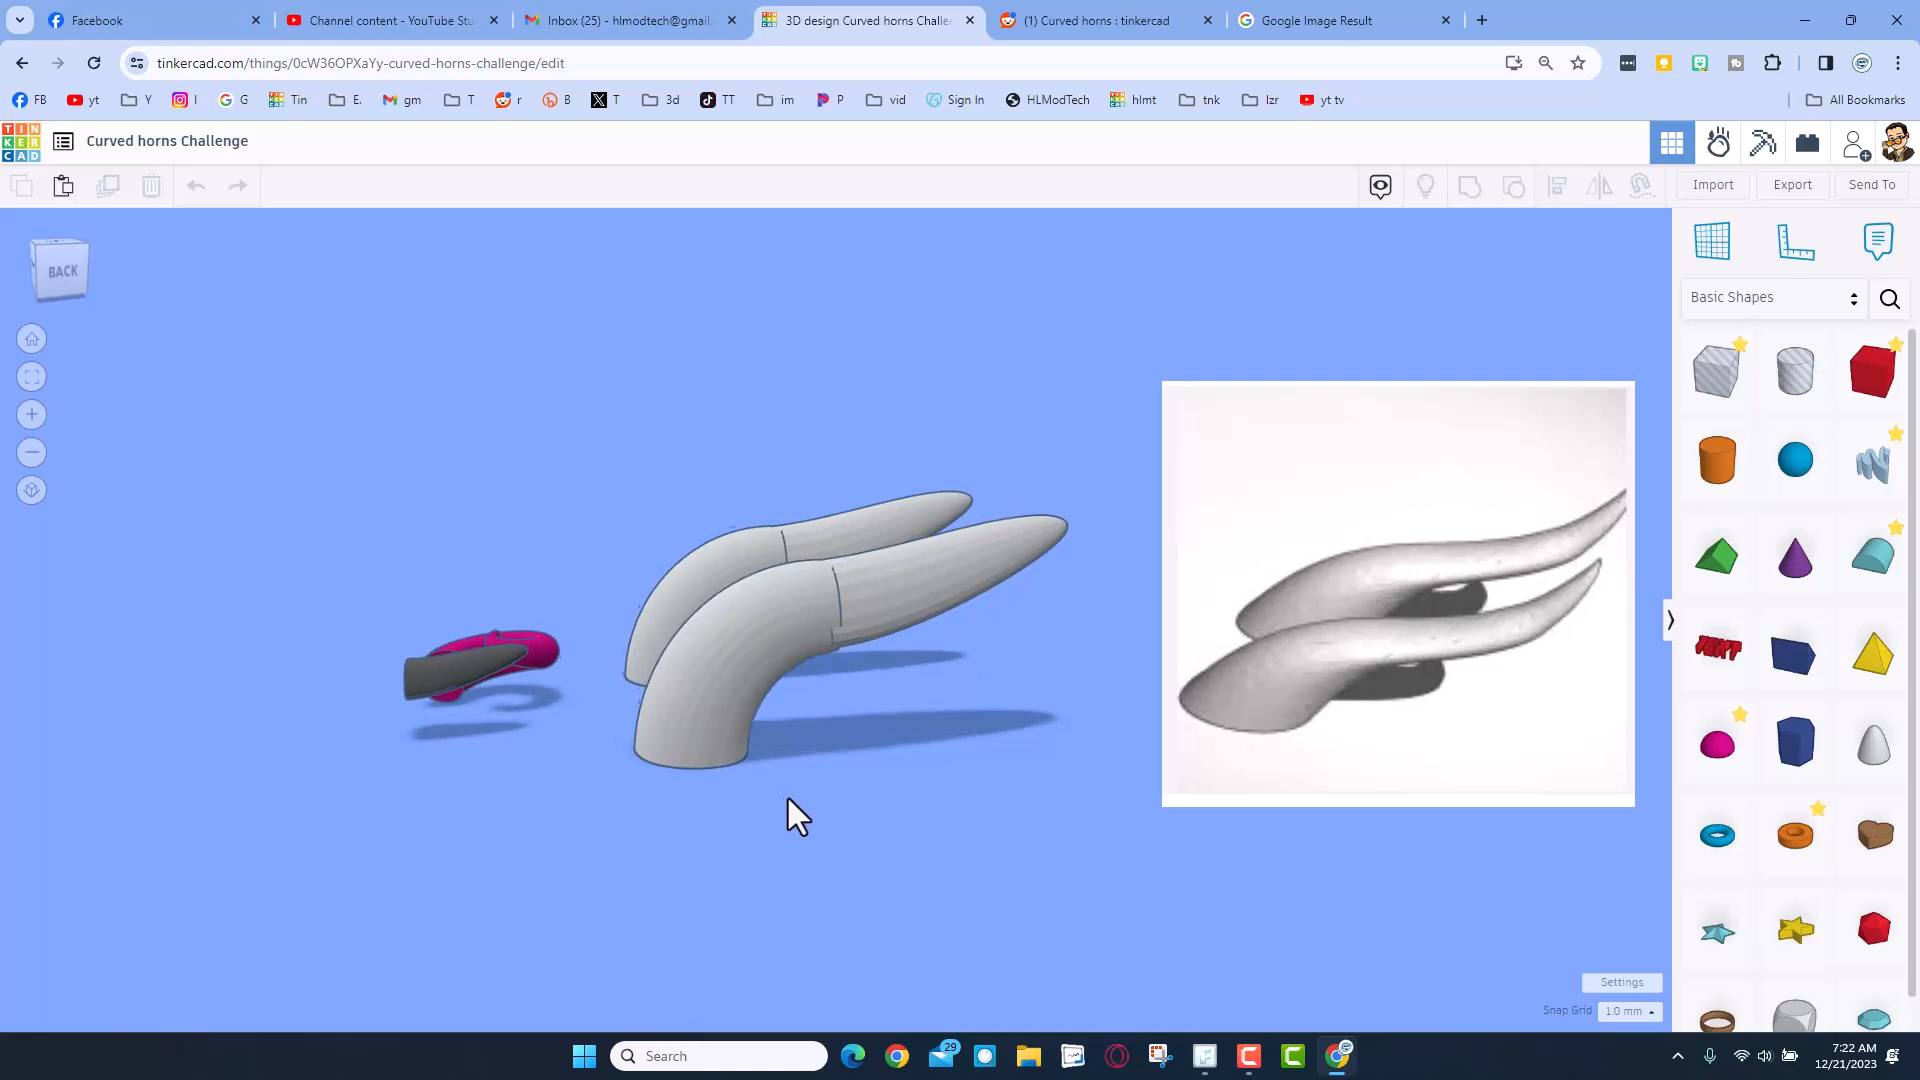 Facebook
Channel content - YouTube Stu
Inbox (25) - hlmodtech@gmail.
3D design Curved horns Challe
(1) Curved horns : tinkercad
Google Image Result
tinkercad.com/things/0cW36OPXaYy-curved-horns-challenge/edit
FB
yt
Y
I
G
Tin
E.
gm
T
r
B
T
3d
TT
im
P
vid
Sign In
HLModTech
hlmt
tnk
lzr
yt tv
All Bookmarks
TIN
KER
CAD
Curved horns Challenge
Import
Export
Send To
BACK
Basic Shapes
TEXT
Settings
Snap Grid
1.0 mm
Search
29
7:22 AM
12/21/2023